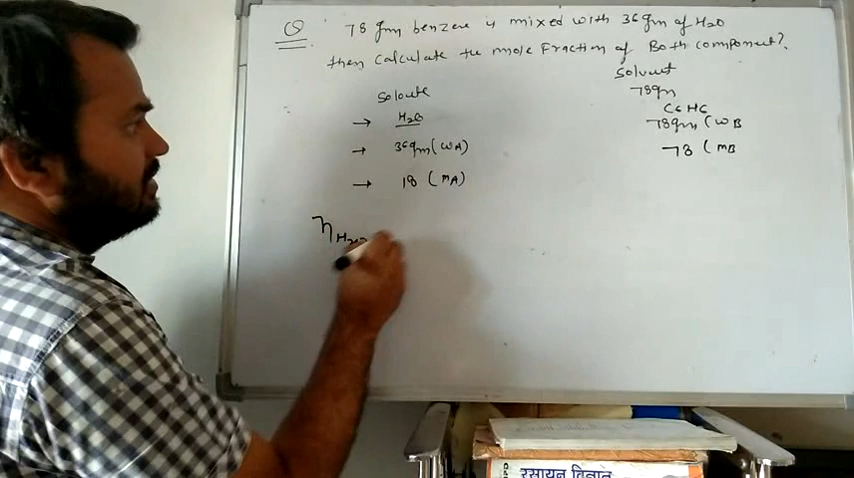 Q. 78 gm benzene is mixed with 36 gm of H2O
then calculate the mole Fraction of Both component?.
Solute
Solvent
78gm
→ H2O
C6H6
78gm (WB
→ 36gm (WA)
78 (MB
→ 18 (MA)
ηH2O
रसायन विज्ञान